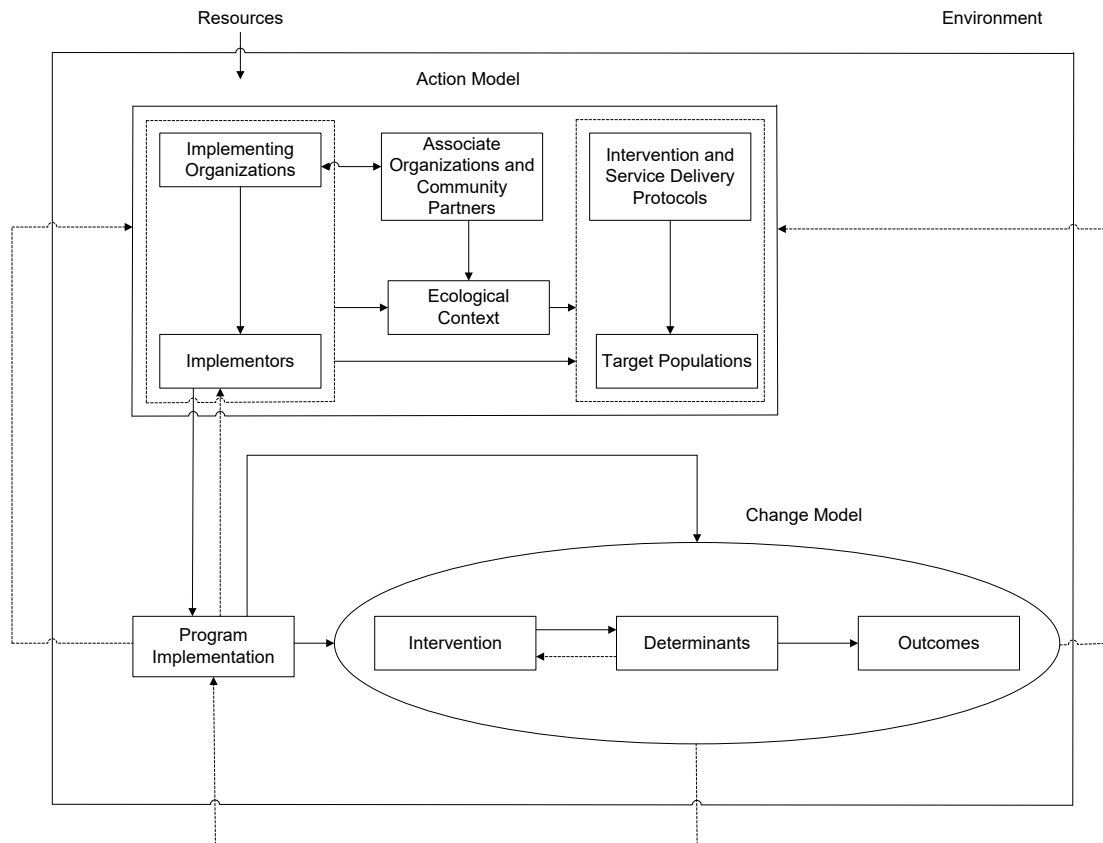 Resources
Environment
Action Model
Implementing
Organizations
Associate
Organizations and
Community
Partners
Intervention and
Service Delivery
Protocols
Ecological
Context
Implementors
Target Populations
Change Model
Program
Implementation
Intervention
Determinants
Outcomes